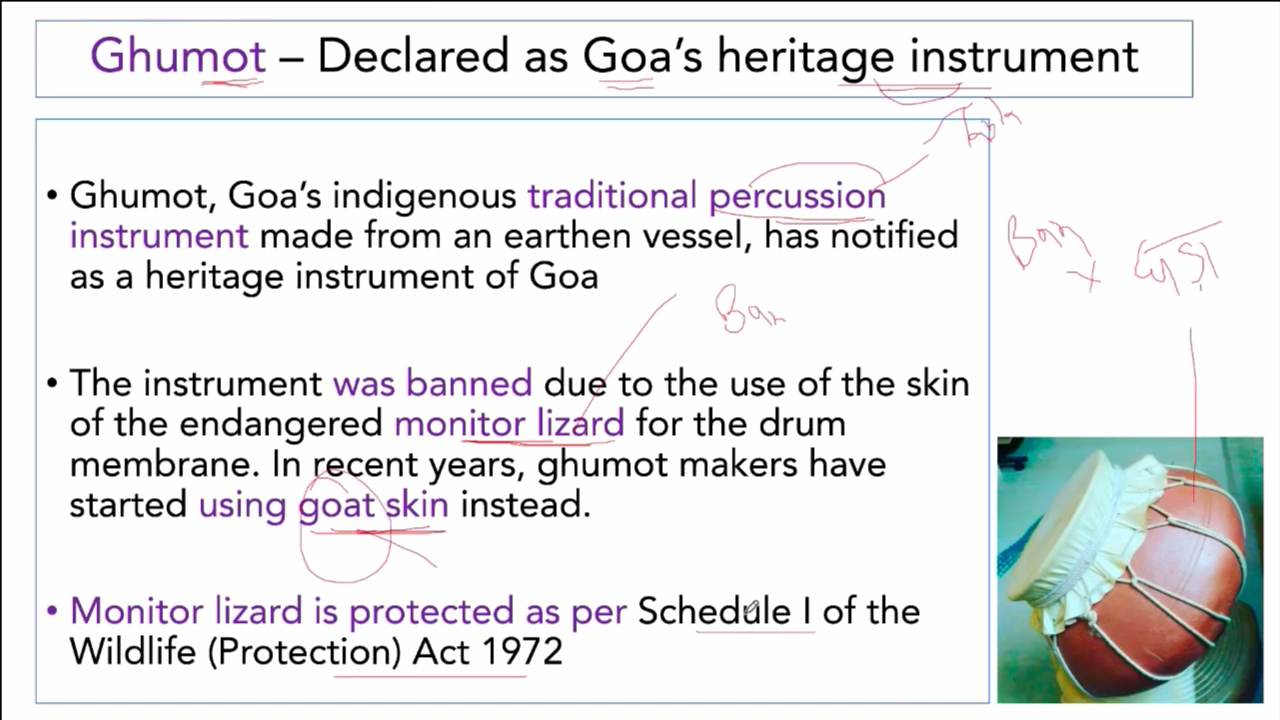 Ghumot – Declared as Goa's heritage instrument
• Ghumot, Goa's indigenous traditional percussion
instrument made from an earthen vessel, has notified
as a heritage instrument of Goa
Ban
Ban
• The instrument was banned due to the use of the skin
of the endangered monitor lizard for the drum
membrane. In recent years, ghumot makers have
started using goat skin instead.
• Monitor lizard is protected as per Schedule I of the
Wildlife (Protection) Act 1972